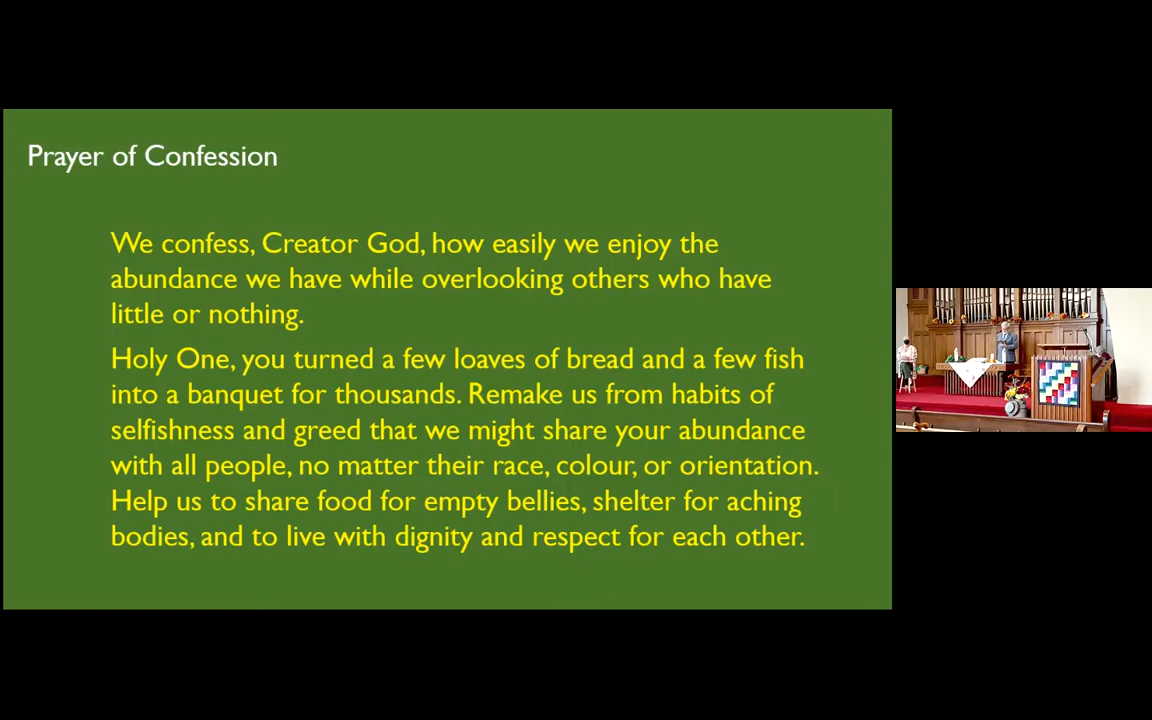 Prayer of Confession
We confess, Creator God, how easily we enjoy the
abundance we have while overlooking others who have
little or nothing.
Holy One, you turned a few loaves of bread and a few fish
into a banquet for thousands. Remake us from habits of
selfishness and greed that we might share your abundance
with all people, no matter their race, colour, or orientation.
Help us to share food for empty bellies, shelter for aching
bodies, and to live with dignity and respect for each other.